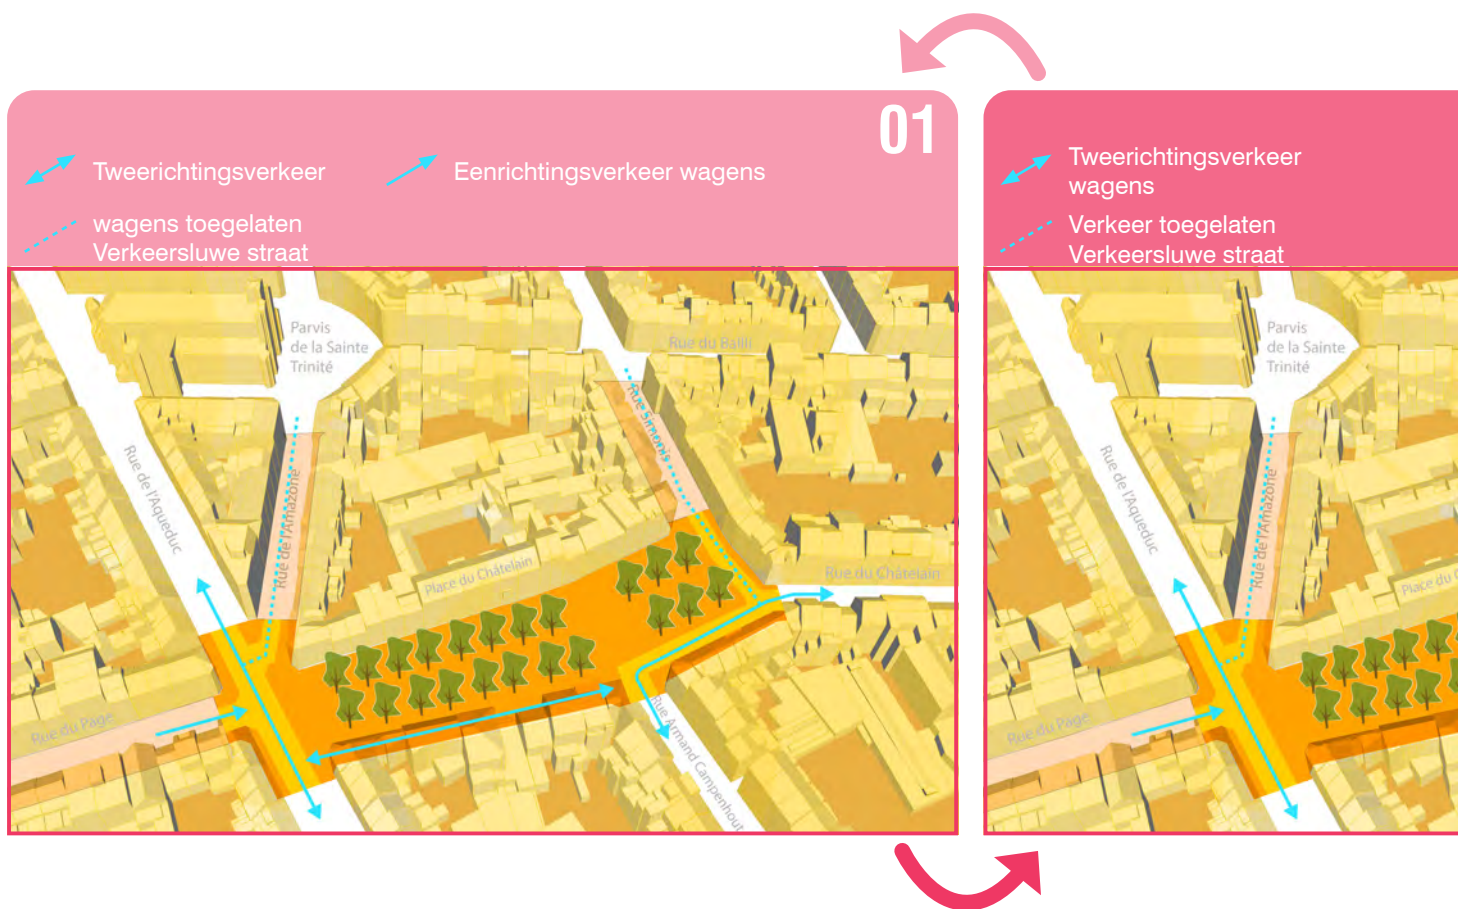 01
Tweerichtingsverkeer
Eenrichtingsverkeer wagens
wagens toegelaten
Verkeersluwe straat
Parvis
de la Sainte
Trinité
Rue du Bailli
Rue Simonis
Rue de l'Aqueduc
Rue de l'Amazone
Place du Châtelain
Rue du Châtelain
Rue du Page
Rue Armand Campenhout
Tweerichtingsverkeer
wagens
Verkeer toegelaten
Verkeersluwe straat
Parvis
de la Sainte
Trinité
Rue de l'Aqueduc
Rue de l'Amazone
Place du
Rue du Page